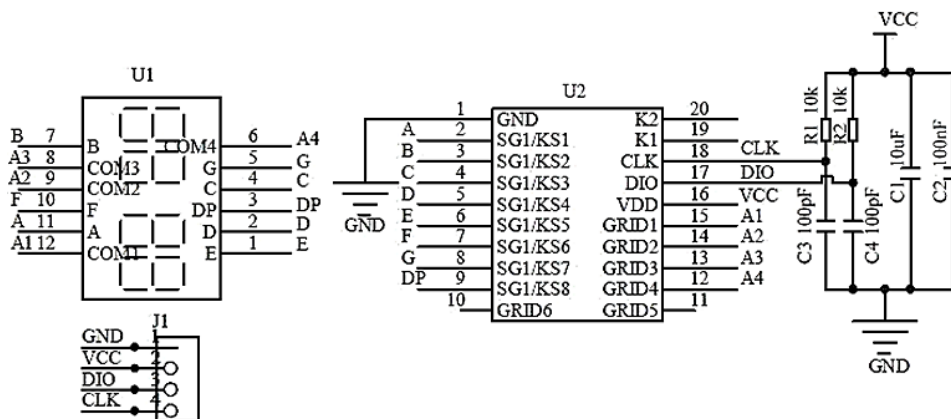 VCC
U1
B 7 B COM4 6 A4
A3 8 COM3 G 5 G
A2 9 COM2 C 4 C
F 10 F DP 3 DP
A 11 A D 2 D
A1 12 COM1 E 1 E
U2
1 GND K2 20
A 2 SG1/KS1 K1 19
B 3 SG1/KS2 CLK 18 CLK
C 4 SG1/KS3 DIO 17 DIO
D 5 SG1/KS4 VDD 16 VCC
E 6 SG1/KS5 GRID1 15 A1
F 7 SG1/KS6 GRID2 14 A2
G 8 SG1/KS7 GRID3 13 A3
DP 9 SG1/KS8 GRID4 12 A4
10 GRID6 GRID5 11
GND
R1 10k
R2 10k
C1 10uF
C2 100nF
C3 100pF
C4 100pF
GND
J1
GND 1
VCC 2
DIO 3
CLK 4